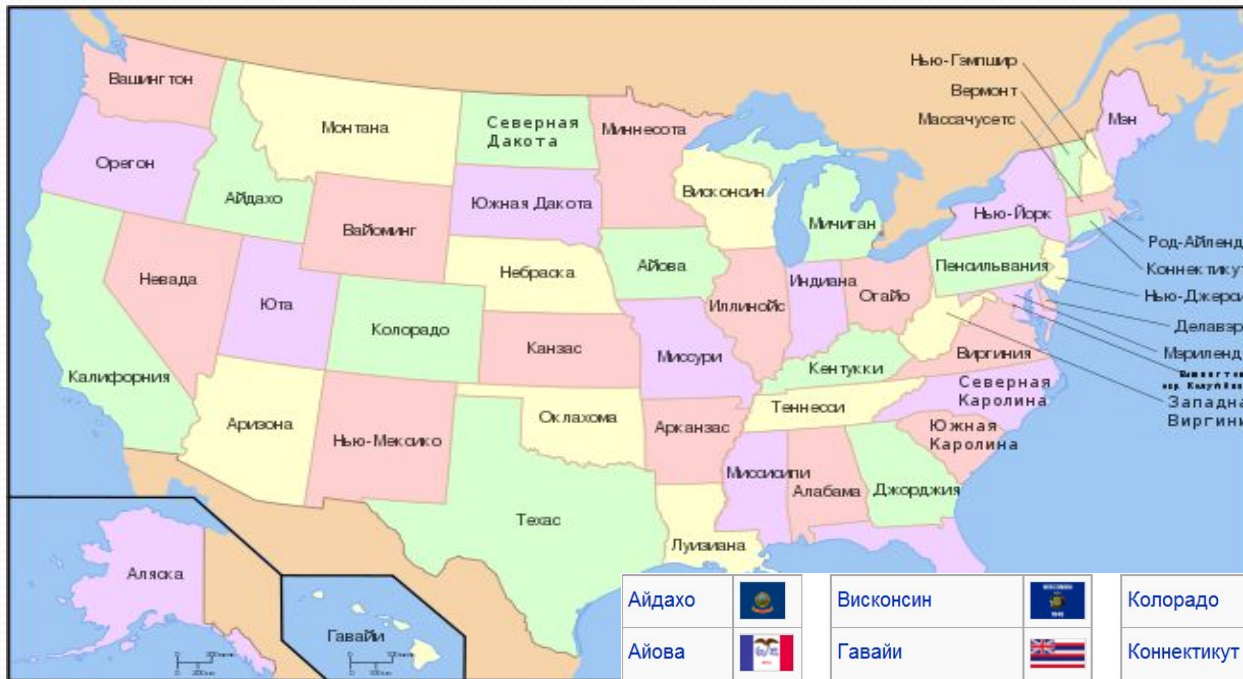 Вашингтон
Монтана
Северная
Дакота
Миннесота
Нью-Гэмпшир
Вермонт
Массачусетс
Мэн
Орегон
Айдахо
Вайоминг
Южная Дакота
Висконсин
Мичиган
Нью-Йорк
Род-Айленд
Коннектикут
Нью-Джерси
Делавэр
Мэриленд
Западна
Виргини
Невада
Юта
Колорадо
Небраска
Айова
Иллинойс
Индиана
Огайо
Пенсильвания
Калифорния
Канзас
Миссури
Кентукки
Виргиния
Северная
Каролина
Аризона
Нью-Мексико
Оклахома
Арканзас
Теннесси
Южная
Каролина
Техас
Луизиана
Миссисипи
Алабама
Джорджия
Аляска
Гавайи
Айдахо
Висконсин
Колорадо
Айова
Гавайи
Коннектикут